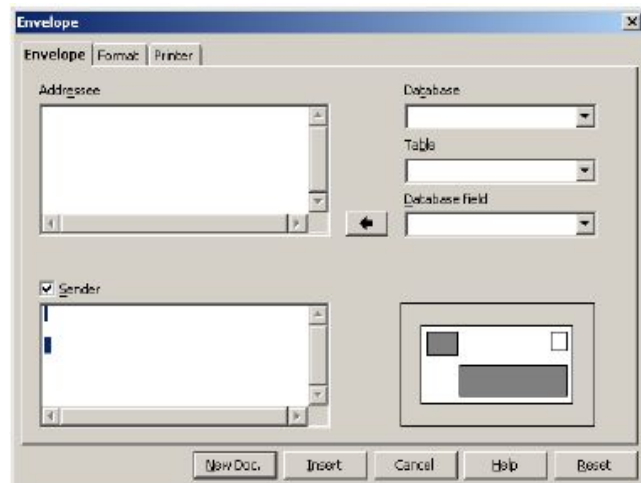 Envelope
Envelope Format Printer
Addressee
Database
Table
Database field
Sender
New Doc. Insert Cancel Help Reset